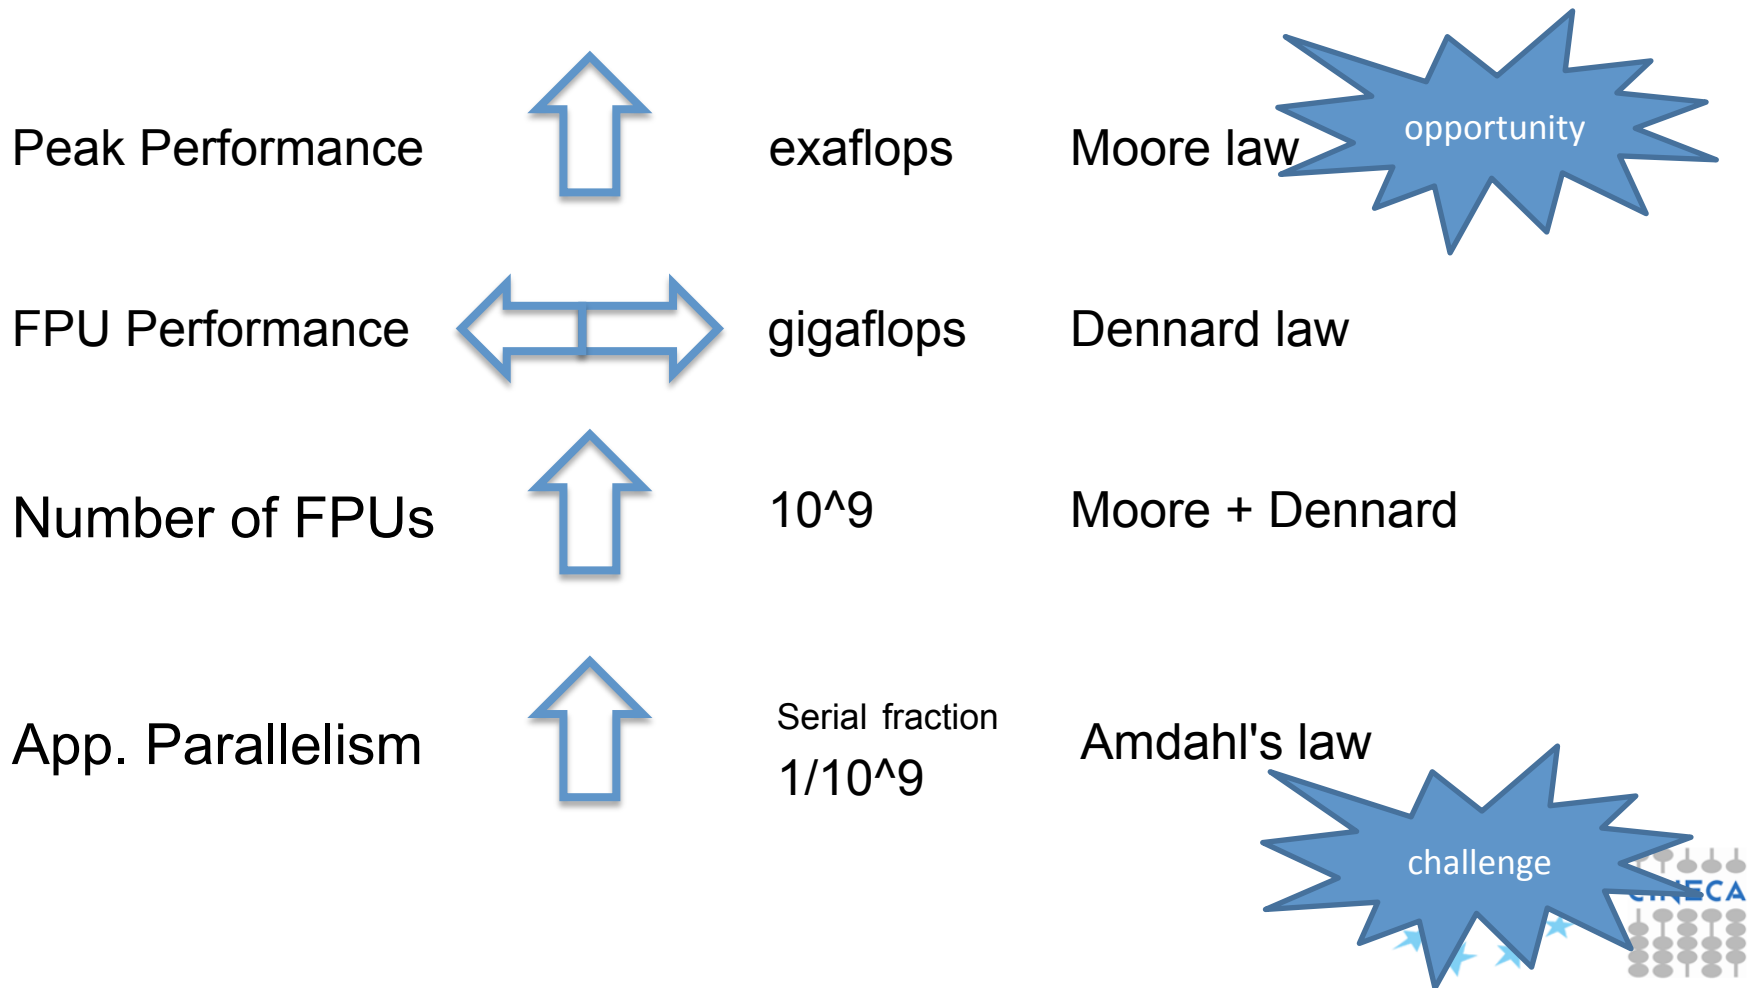 Peak Performance
exaflops
Moore law
opportunity
FPU Performance
gigaflops
Dennard law
Number of FPUs
10^9
Moore + Dennard
App. Parallelism
Serial fraction
1/10^9
Amdahl's law
challenge
CINECA